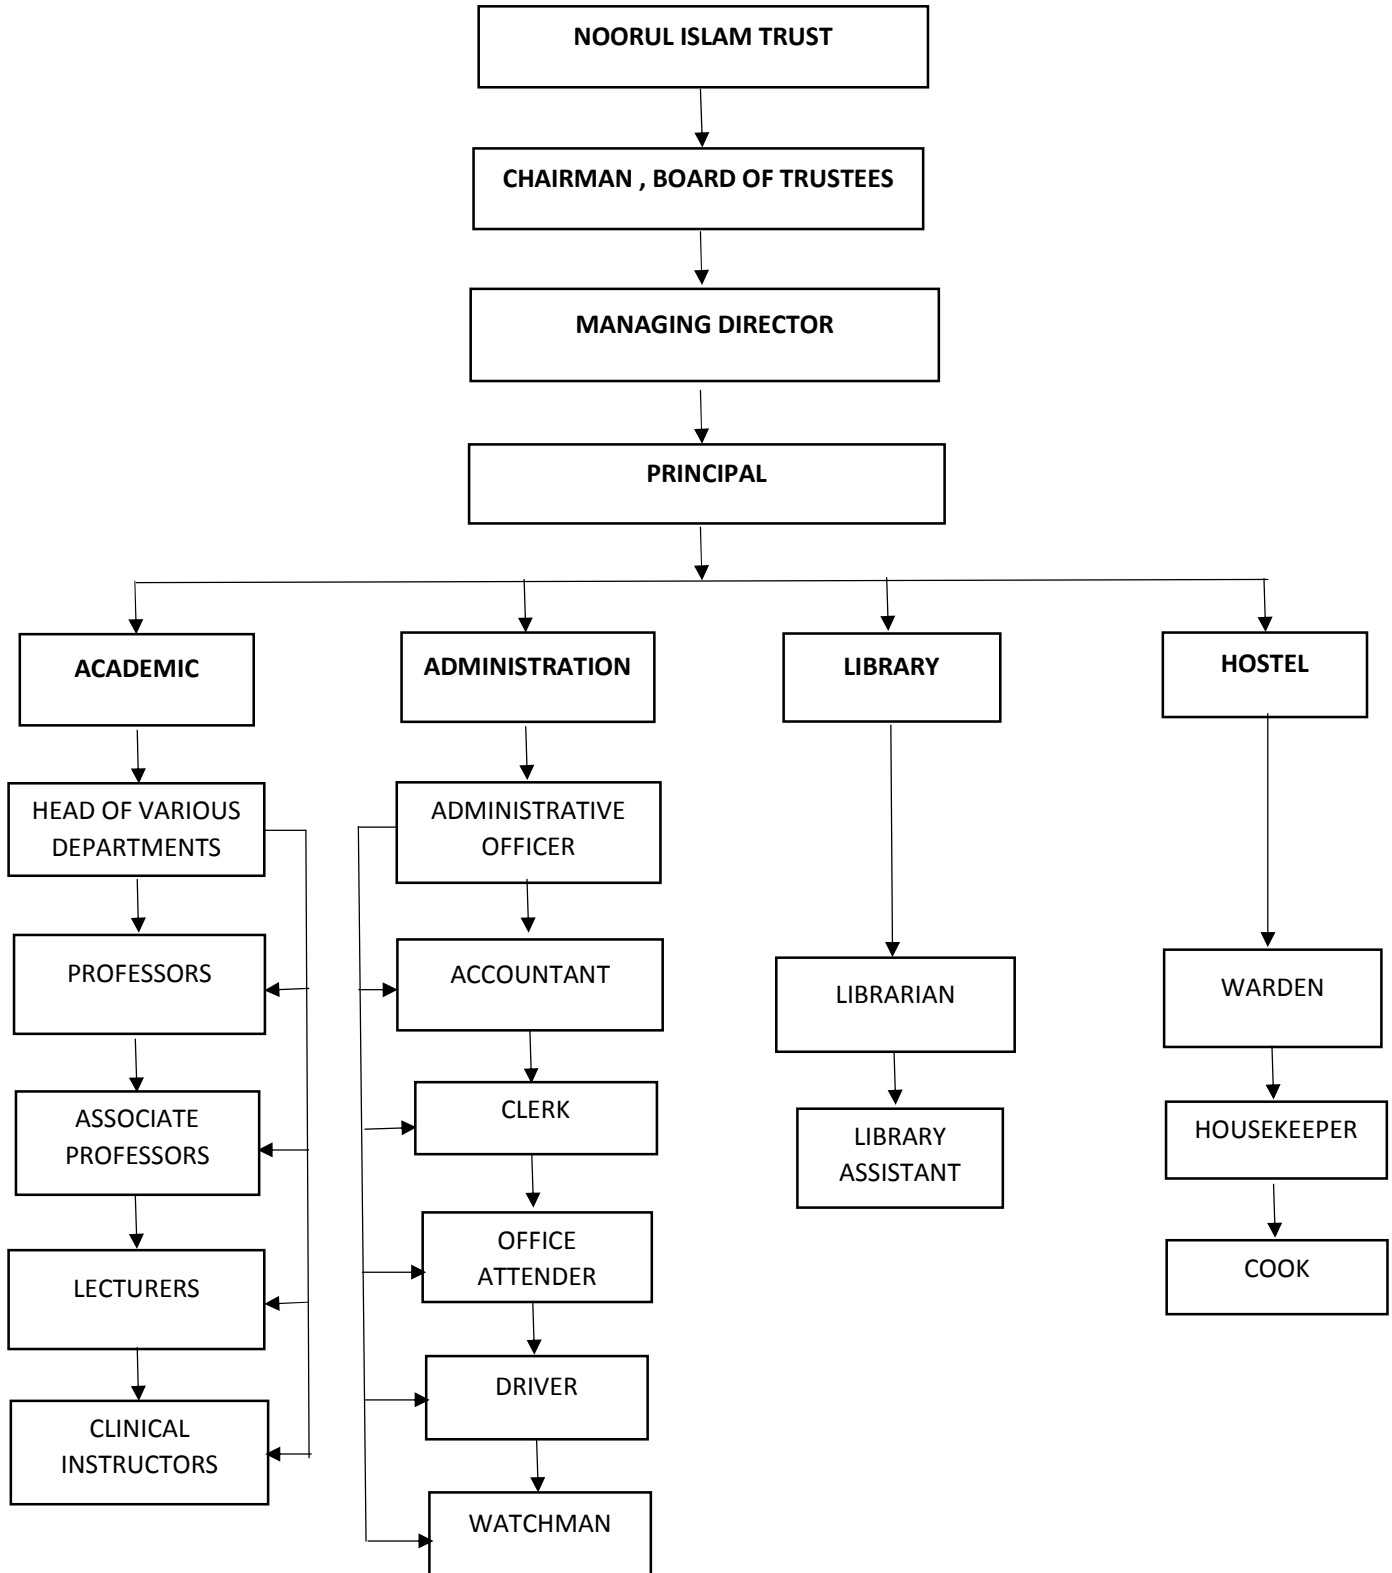 NOORUL ISLAM TRUST
CHAIRMAN , BOARD OF TRUSTEES
MANAGING DIRECTOR
PRINCIPAL
ACADEMIC
ADMINISTRATION
LIBRARY
HOSTEL
HEAD OF VARIOUS
DEPARTMENTS
ADMINISTRATIVE
OFFICER
PROFESSORS
ACCOUNTANT
LIBRARIAN
WARDEN
ASSOCIATE
PROFESSORS
CLERK
LIBRARY
ASSISTANT
HOUSEKEEPER
LECTURERS
OFFICE
ATTENDER
COOK
CLINICAL
INSTRUCTORS
DRIVER
WATCHMAN